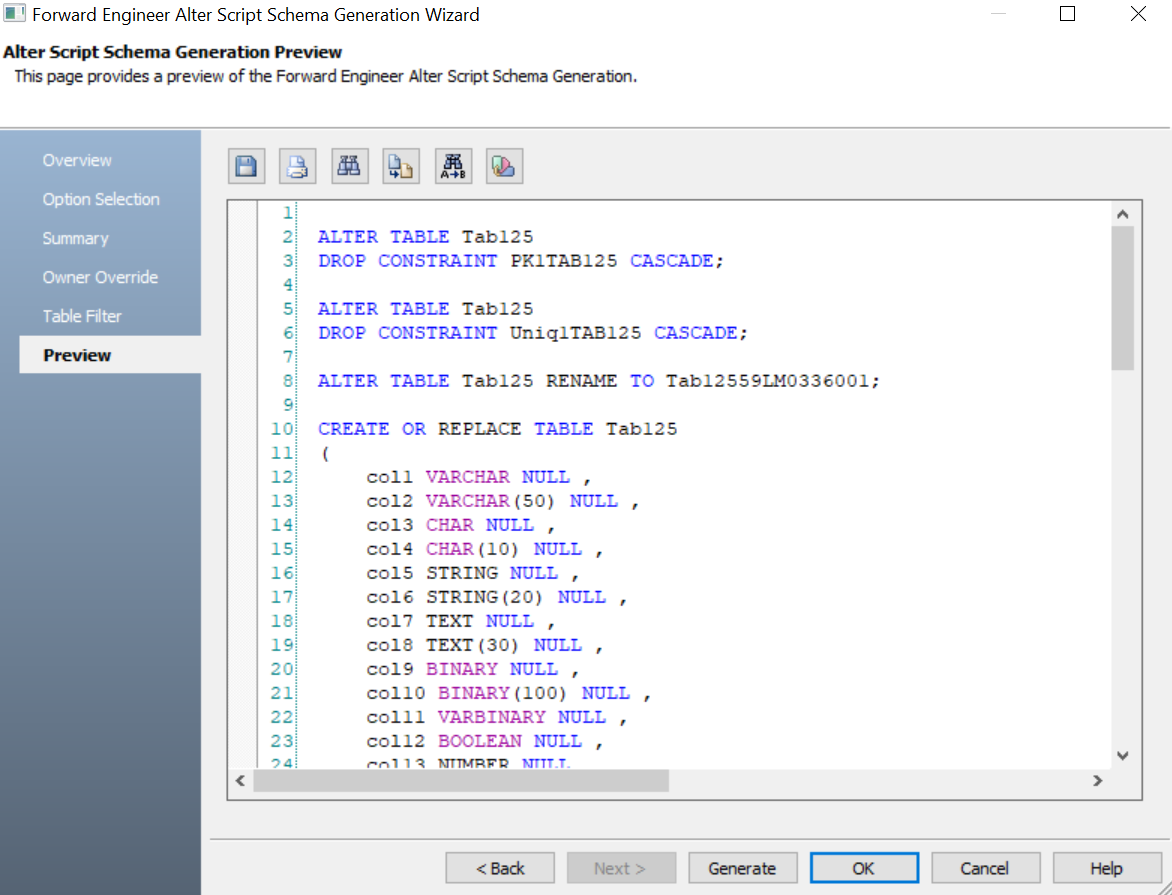 Forward Engineer Alter Script Schema Generation Wizard
Alter Script Schema Generation Preview
This page provides a preview of the Forward Engineer Alter Script Schema Generation.
Overview
Option Selection
Summary
Owner Override
Table Filter
Preview
A B
1
2 ALTER TABLE Tab125
3 DROP CONSTRAINT PK1TAB125 CASCADE;
4
5 ALTER TABLE Tab125
6 DROP CONSTRAINT Uniq1TAB125 CASCADE;
7
8 ALTER TABLE Tab125 RENAME TO Tab12559LM0336001;
9
10 CREATE OR REPLACE TABLE Tab125
11 (
12 col1 VARCHAR NULL ,
13 col2 VARCHAR(50) NULL ,
14 col3 CHAR NULL ,
15 col4 CHAR(10) NULL ,
16 col5 STRING NULL ,
17 col6 STRING(20) NULL ,
18 col7 TEXT NULL ,
19 col8 TEXT(30) NULL ,
20 col9 BINARY NULL ,
21 col10 BINARY(100) NULL ,
22 col11 VARBINARY NULL ,
23 col12 BOOLEAN NULL ,
24 col13 NUMBER NULL
< Back Next > Generate OK Cancel Help